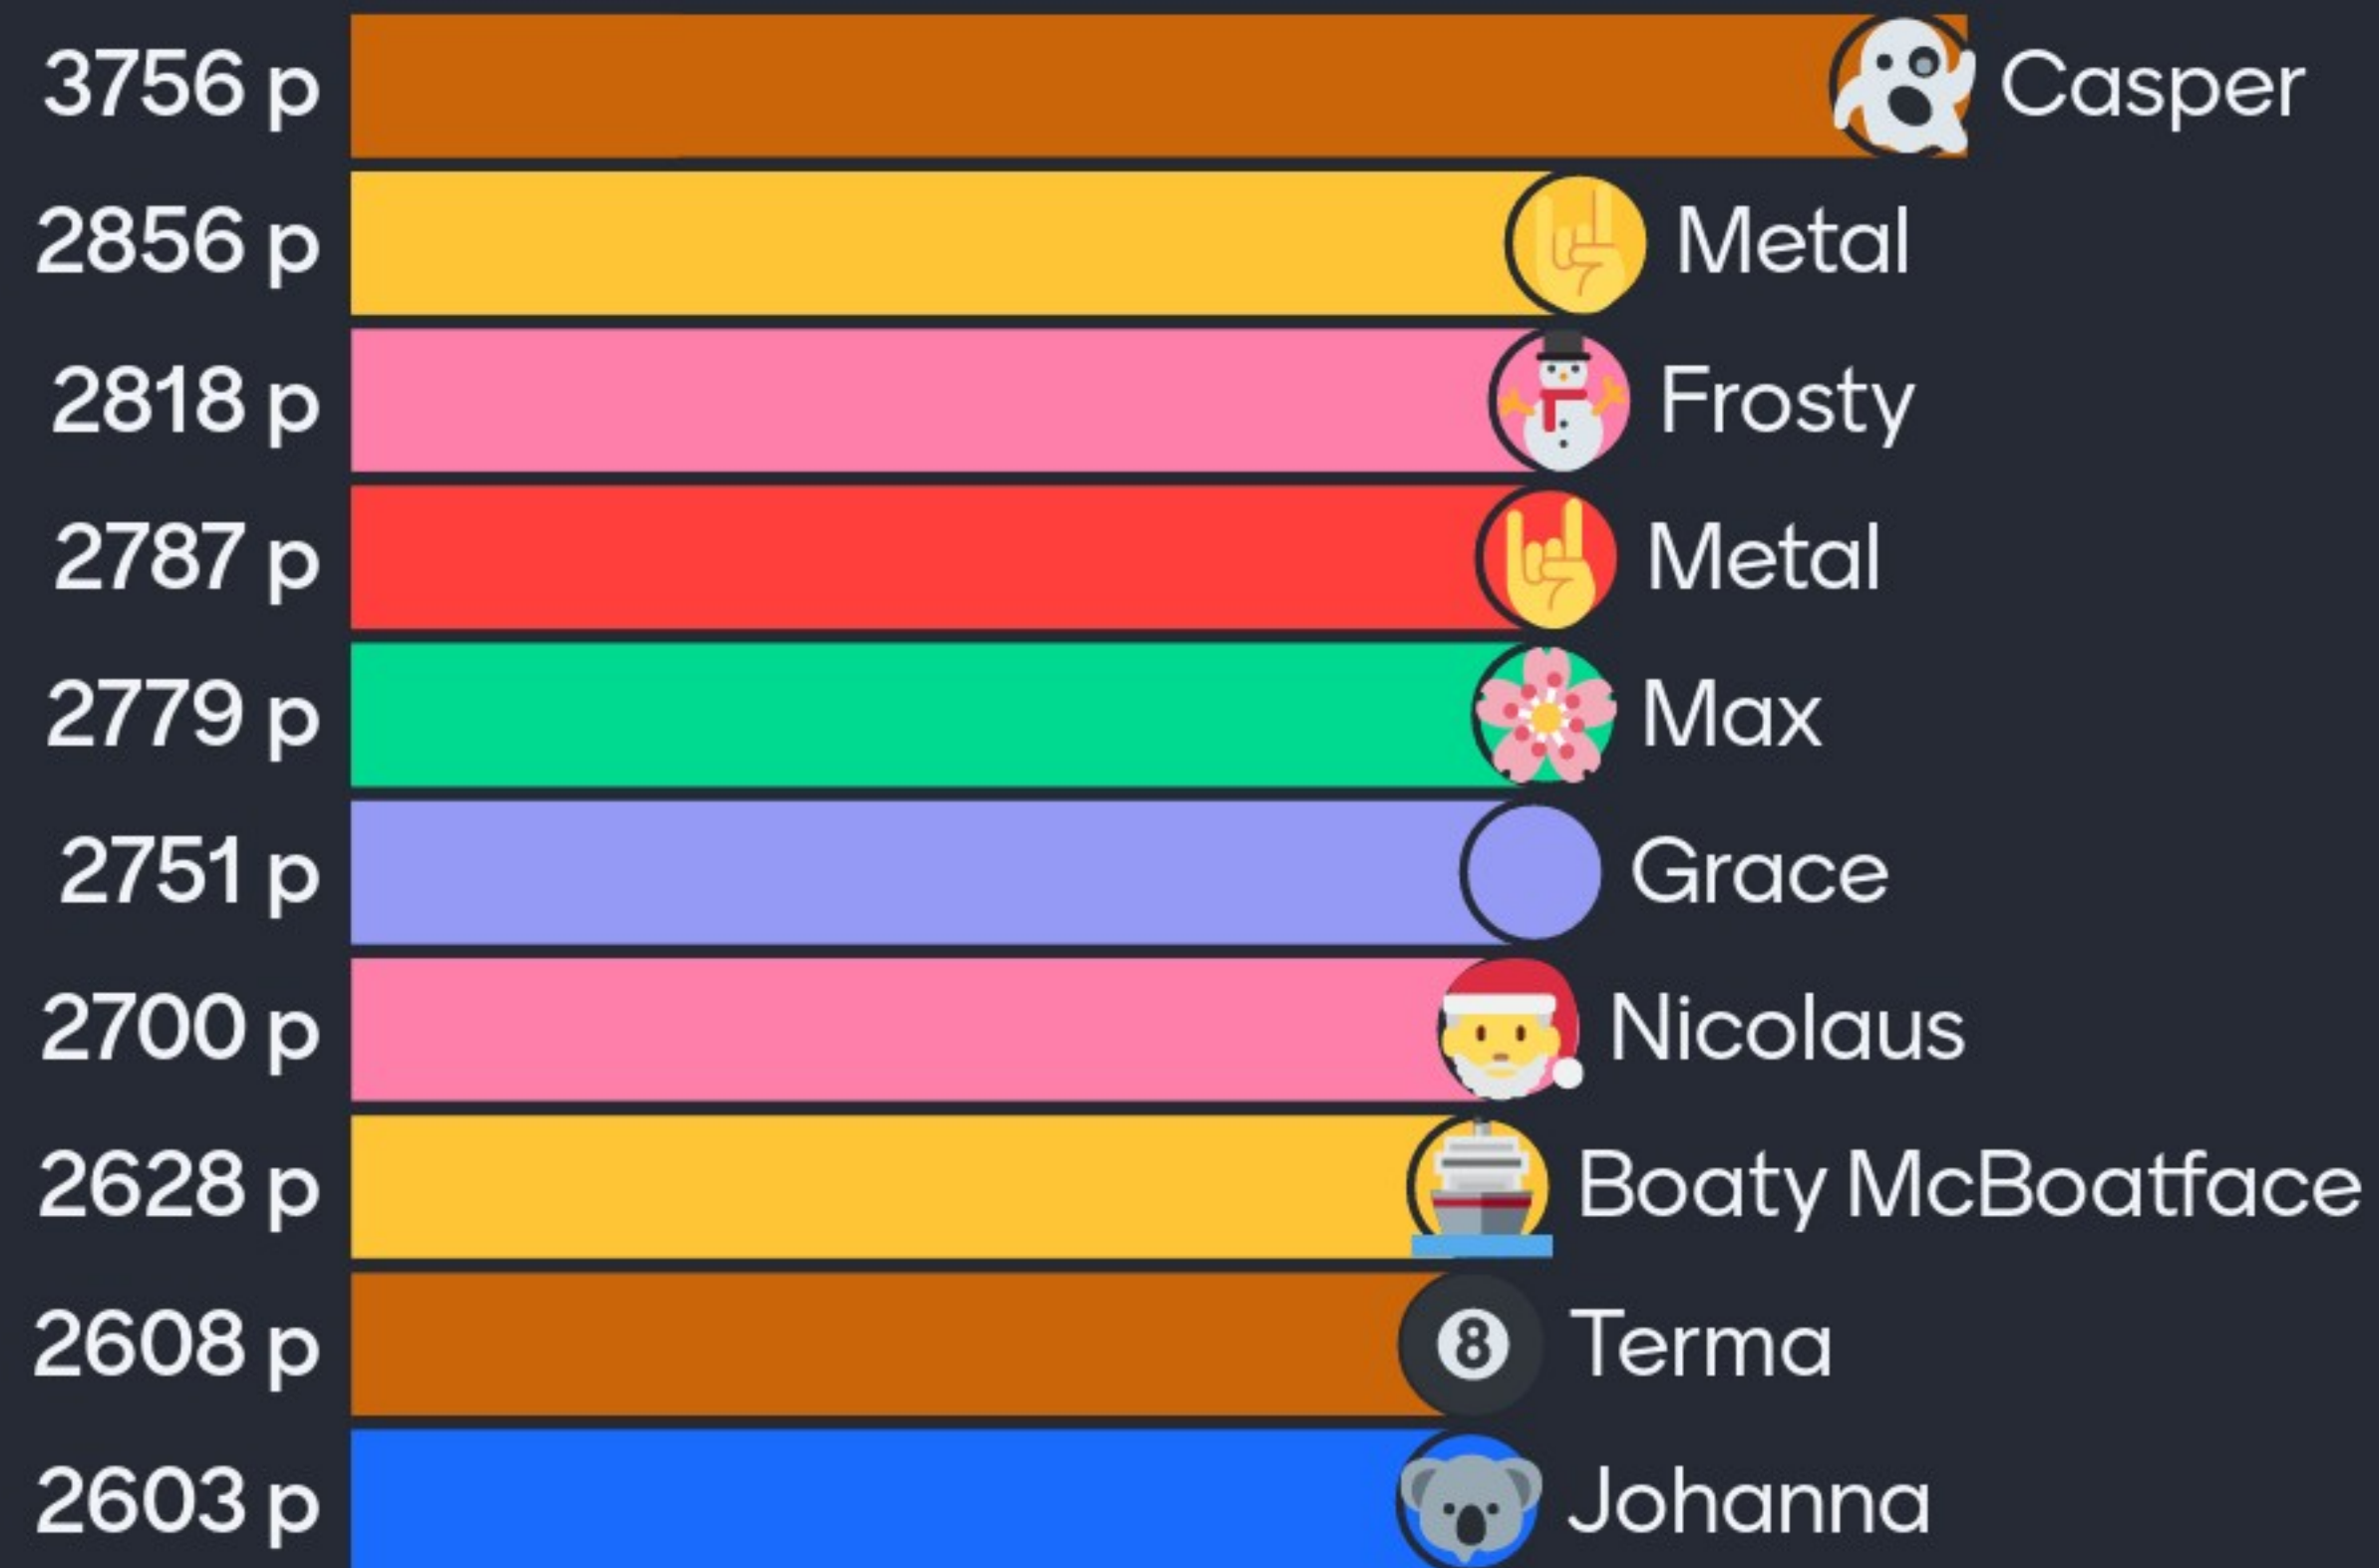 3756 p Casper
2856 p Metal
2818 p Frosty
2787 p Metal
2779 p Max
2751 p Grace
2700 p Nicolaus
2628 p Boaty McBoatface
2608 p 8 Terma
2603 p Johanna